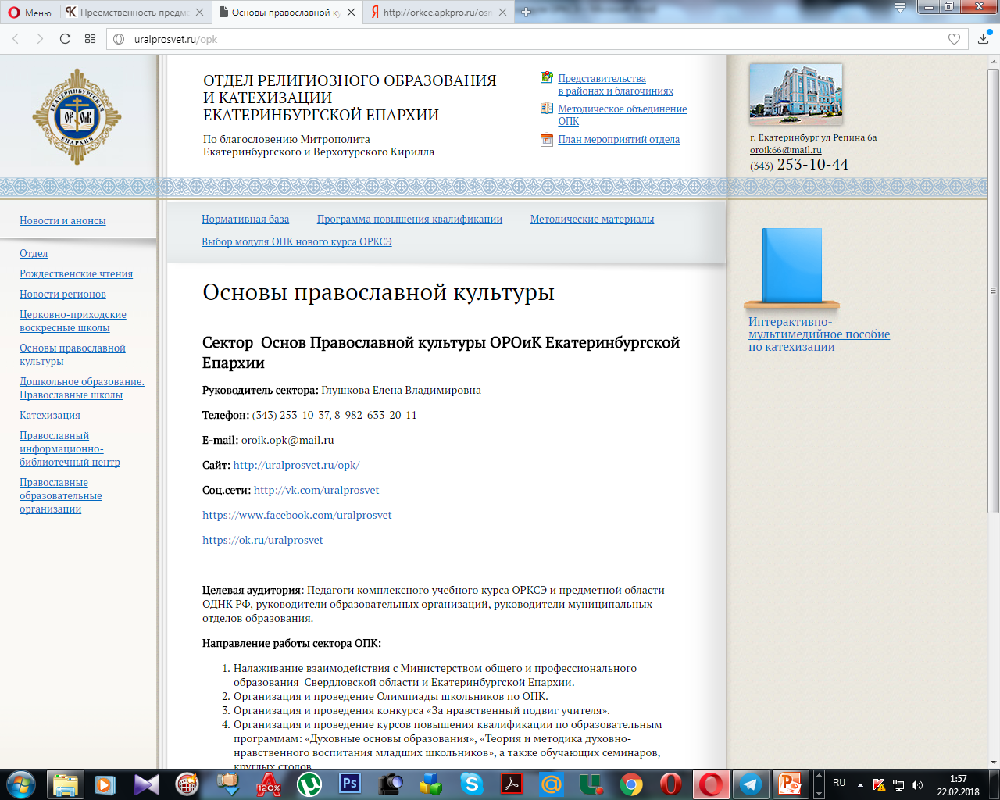 Меню
Преемственность предме
Основы православной ку
http://orkce.apkpro.ru/osn
uralprosvet.ru/opk
ЕКАТЕРИНБУРГСКАЯ
ЕПАРХИЯ
ОТДЕЛ РЕЛИГИОЗНОГО ОБРАЗОВАНИЯ
И КАТЕХИЗАЦИИ
ЕКАТЕРИНБУРГСКОЙ ЕПАРХИИ
По благословению Митрополита
Екатеринбургского и Верхотурского Кирилла
Представительства
в районах и благочиниях
Методическое объединение
ОПК
План мероприятий отдела
г. Екатеринбург ул Репина 6а
oroik66@mail.ru
(343) 253-10-44
Новости и анонсы
Отдел
Рождественские чтения
Новости регионов
Церковно-приходские
воскресные школы
Основы православной
культуры
Дошкольное образование.
Православные школы
Катехизация
Православный
информационно-
библиотечный центр
Православные
образовательные
организации
Нормативная база
Программа повышения квалификации
Методические материалы
Выбор модуля ОПК нового курса ОРКСЭ
Основы православной культуры
Сектор Основ Православной культуры ОРОиК Екатеринбургской
Епархии
Руководитель сектора: Глушкова Елена Владимировна
Телефон: (343) 253-10-37, 8-982-633-20-11
E-mail: oroik.opk@mail.ru
Сайт: http://uralprosvet.ru/opk/
Соц.сети: http://vk.com/uralprosvet
https://www.facebook.com/uralprosvet
https://ok.ru/uralprosvet
Целевая аудитория: Педагоги комплексного учебного курса ОРКСЭ и предметной области
ОДНК РФ, руководители образовательных организаций, руководители муниципальных
отделов образования.
Направление работы сектора ОПК:
1. Налаживание взаимодействия с Министерством общего и профессионального
образования Свердловской области и Екатеринбургской Епархии.
2. Организация и проведение Олимпиады школьников по ОПК.
3. Организация и проведения конкурса «За нравственный подвиг учителя».
4. Организация и проведение курсов повышения квалификации по образовательным
программам: «Духовные основы образования», «Теория и методика духовно-
нравственного воспитания младших школьников», а также обучающих семинаров,
круглых столов
Интерактивно-
мультимедийное пособие
по катехизации
120%
Ps
RU
1:57
22.02.2018